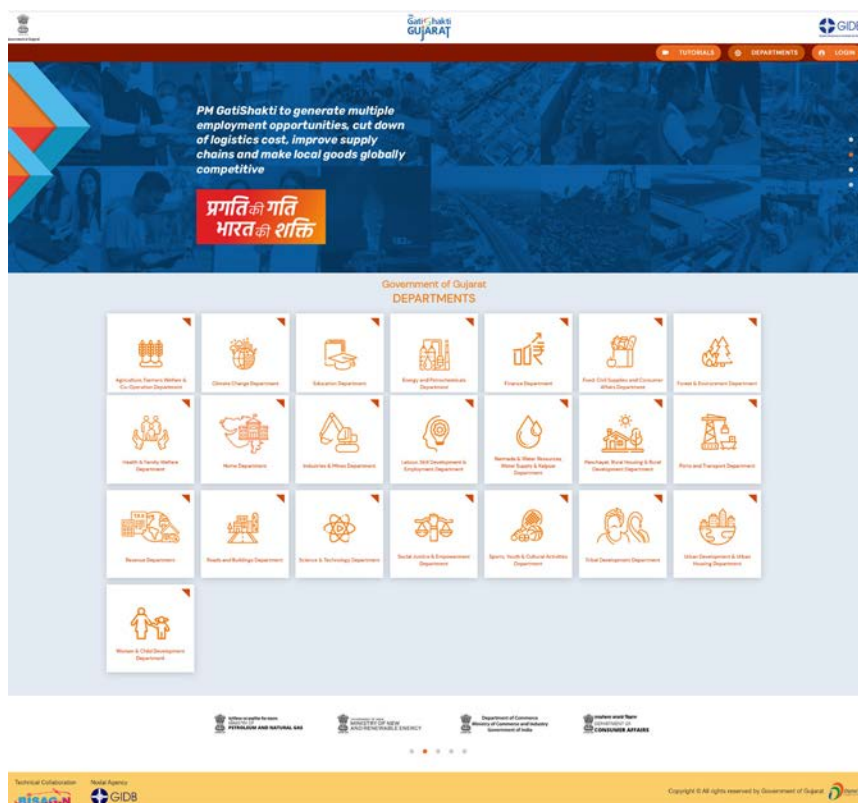 GatiShakti
GUJARAT
GIDB
TUTORIALS
DEPARTMENTS
LOGIN
PM GatiShakti to generate multiple
employment opportunities, cut down
of logistics cost, improve supply
chains and make local goods globally
competitive
प्रगति की गति
भारत की शक्ति
Government of Gujarat
DEPARTMENTS
Agriculture, Farmers Welfare &
Co-Operation Department
Climate Change Department
Education Department
Energy and Petrochemicals
Department
Finance Department
Food, Civil Supplies and Consumer
Affairs Department
Forest & Environment Department
Health & Family Welfare
Department
Home Department
Industries & Mines Department
Labour, Skill Development &
Employment Department
Narmada & Water Resources,
Water Supply & Kalpsar
Department
Panchayat, Rural Housing & Rural
Development Department
Ports and Transport Department
Revenue Department
Roads and Buildings Department
Science & Technology Department
Social Justice & Empowerment
Department
Sports, Youth & Cultural Activities
Department
Tribal Development Department
Urban Development & Urban
Housing Department
Women & Child Development
Department
MINISTRY OF
PETROLEUM AND NATURAL GAS
MINISTRY OF NEW
AND RENEWABLE ENERGY
Department of Commerce
Ministry of Commerce and Industry
Government of India
DEPARTMENT OF
CONSUMER AFFAIRS
Technical Collaboration
BISAG-N
Nodal Agency
GIDB
Copyright © All rights reserved by Government of Gujarat